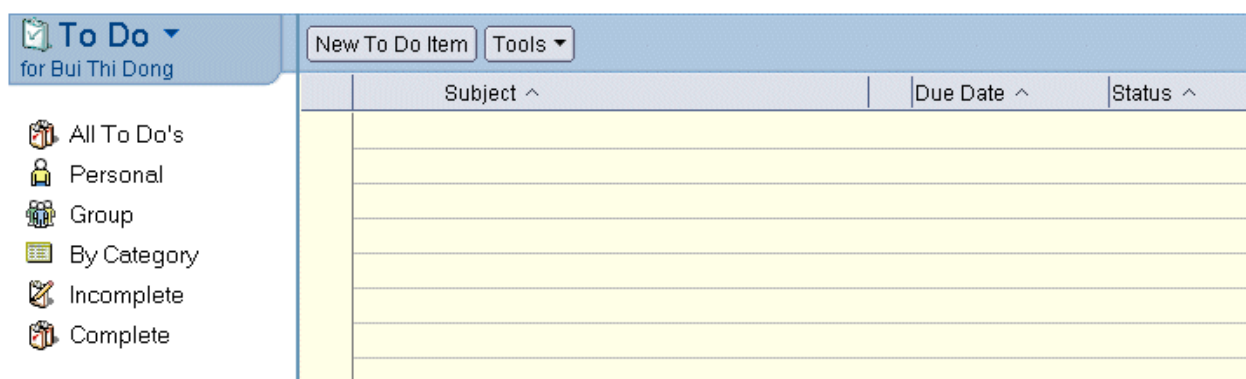 To Do
for Bui Thi Dong
New To Do Item Tools
Subject Due Date Status
All To Do's
Personal
Group
By Category
Incomplete
Complete